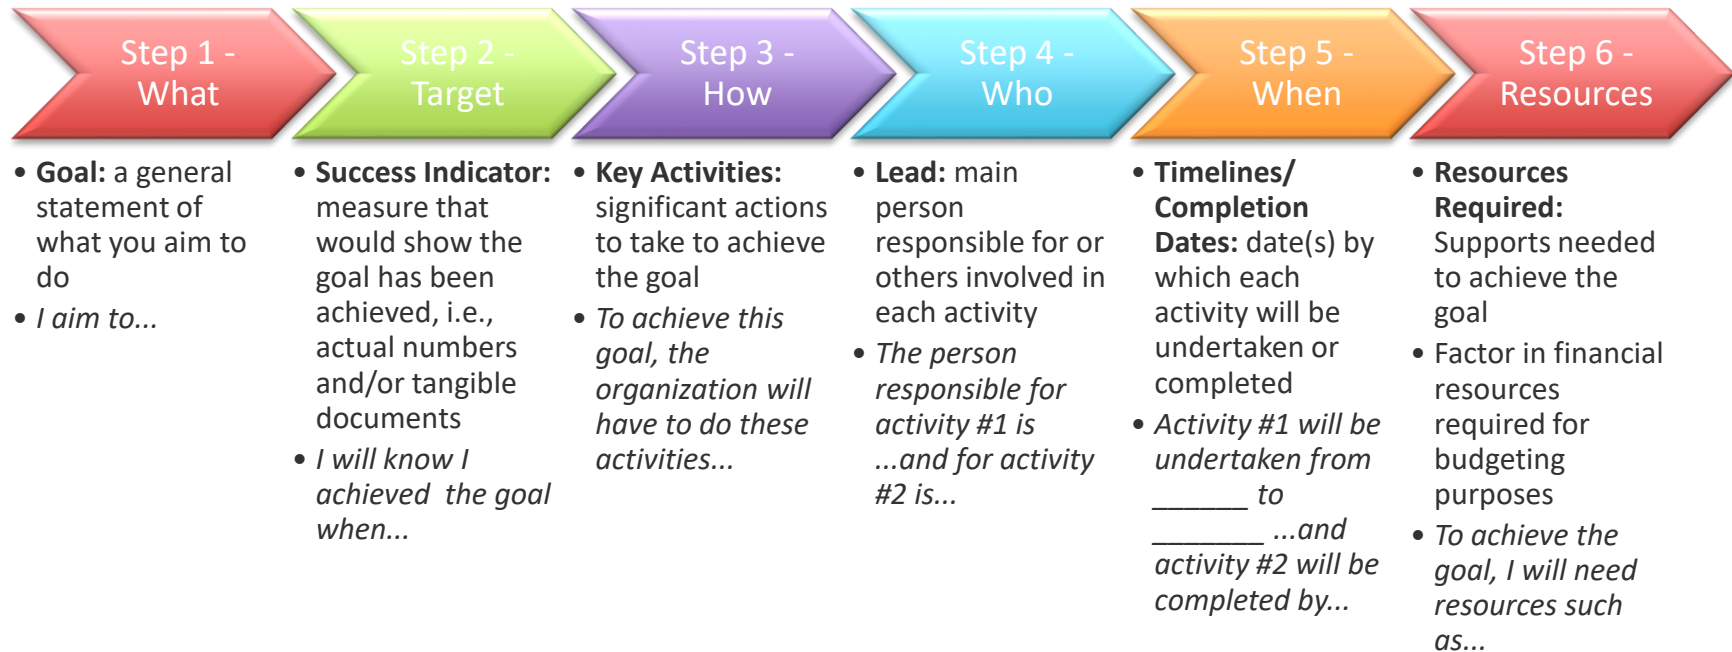 Step 1 -
What
Step 2 -
Target
Step 3 -
How
Step 4 -
Who
Step 5 -
When
Step 6 -
Resources
• Goal: a general
statement of
what you aim to
do
• I aim to...
• Success Indicator:
measure that
would show the
goal has been
achieved, i.e.,
actual numbers
and/or tangible
documents
• I will know I
achieved  the goal
when...
• Key Activities:
significant actions
to take to achieve
the goal
• To achieve this
goal, the
organization will
have to do these
activities...
• Lead: main
person
responsible for or
others involved in
each activity
• The person
responsible for
activity #1 is
...and for activity
#2 is...
• Timelines/
Completion
Dates: date(s) by
which each
activity will be
undertaken or
completed
• Activity #1 will be
undertaken from
______ to
_______ ...and
activity #2 will be
completed by...
• Resources
Required:
Supports needed
to achieve the
goal
• Factor in financial
resources
required for
budgeting
purposes
• To achieve the
goal, I will need
resources such
as...